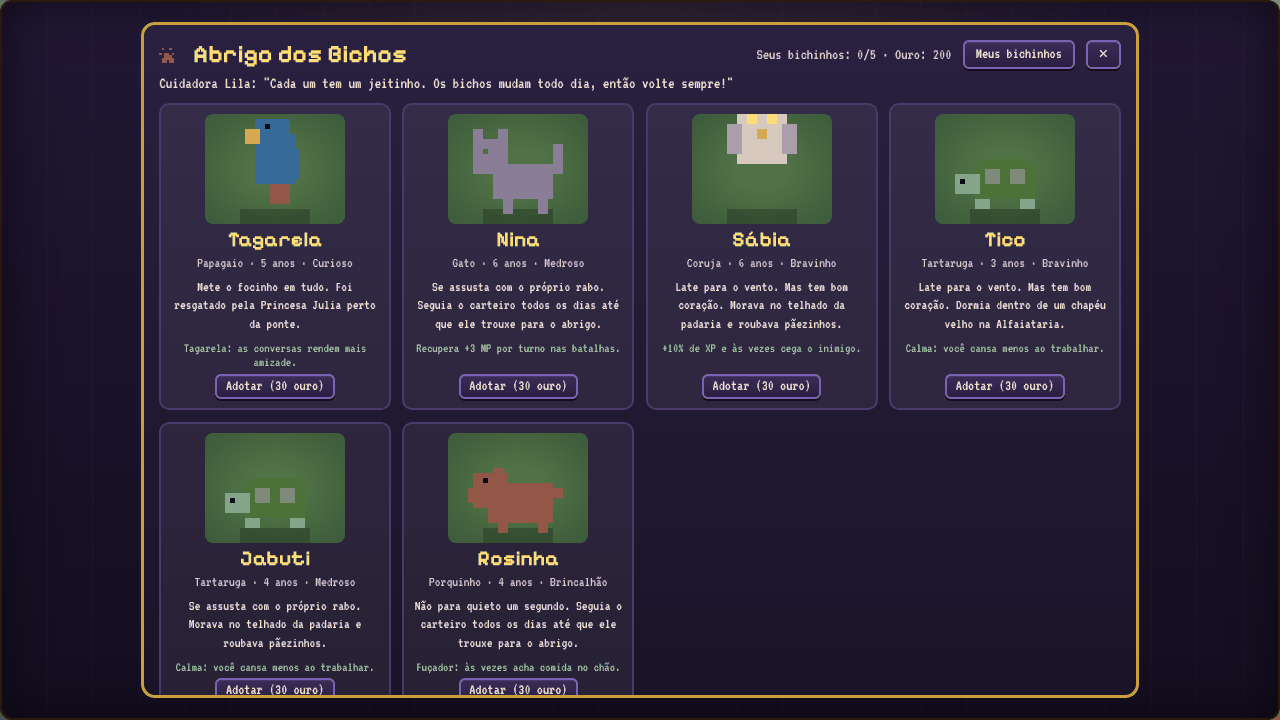 Abrigo dos Bichos
Seus bichinhos: 0/5 · Ouro: 200
Meus bichinhos
×
Cuidadora Lila: "Cada um tem um jeitinho. Os bichos mudam todo dia, então volte sempre!"
Tagarela
Papagaio · 5 anos · Curioso
Mete o focinho em tudo. Foi
resgatado pela Princesa Julia perto
da ponte.
Tagarela: as conversas rendem mais
amizade.
Adotar (30 ouro)
Nina
Gato · 6 anos · Medroso
Se assusta com o próprio rabo.
Seguia o carteiro todos os dias até
que ele trouxe para o abrigo.
Recupera +3 MP por turno nas batalhas.
Adotar (30 ouro)
Sábia
Coruja · 6 anos · Bravinho
Late para o vento. Mas tem bom
coração. Morava no telhado da
padaria e roubava pãezinhos.
+10% de XP e às vezes cega o inimigo.
Adotar (30 ouro)
Tico
Tartaruga · 3 anos · Bravinho
Late para o vento. Mas tem bom
coração. Dormia dentro de um chapéu
velho na Alfaiataria.
Calma: você cansa menos ao trabalhar.
Adotar (30 ouro)
Jabuti
Tartaruga · 4 anos · Medroso
Se assusta com o próprio rabo.
Morava no telhado da padaria e
roubava pãezinhos.
Calma: você cansa menos ao trabalhar.
Adotar (30 ouro)
Rosinha
Porquinho · 4 anos · Brincalhão
Não para quieto um segundo. Seguia o
carteiro todos os dias até que ele
trouxe para o abrigo.
Fuçador: às vezes acha comida no chão.
Adotar (30 ouro)